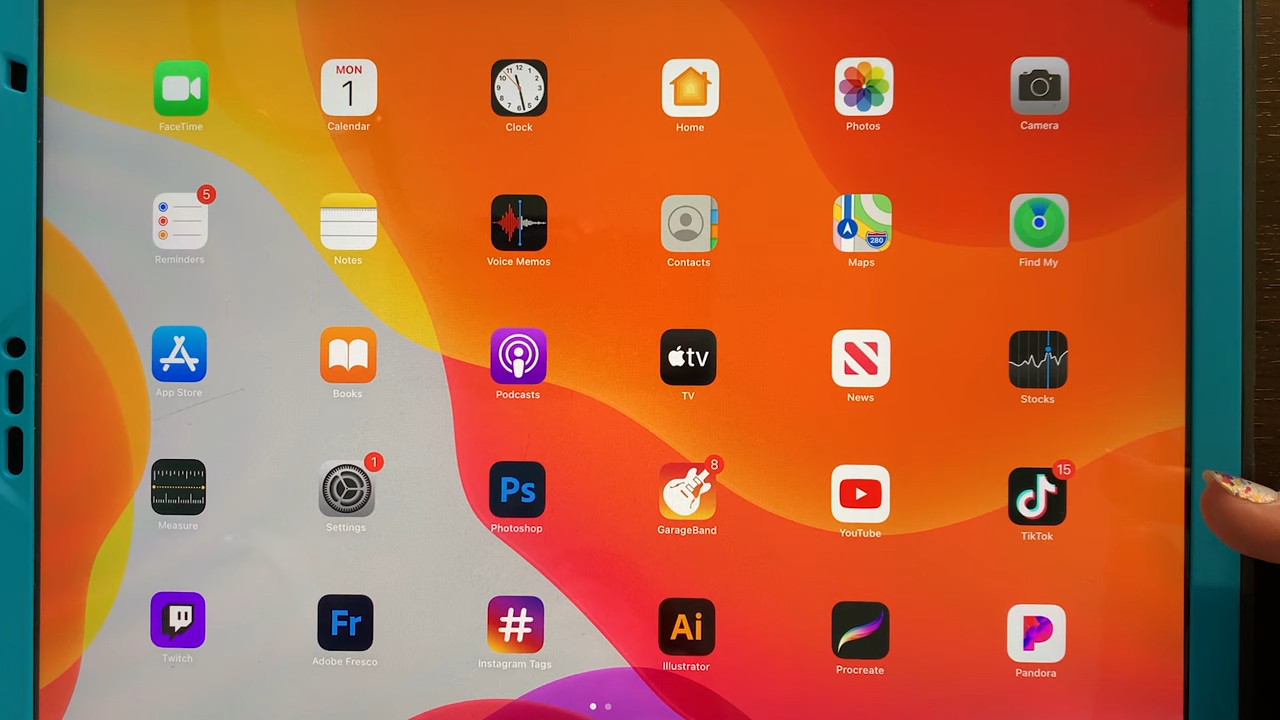 MON
1
12
FaceTime
Calendar
Clock
Home
Photos
Camera
5
280
Reminders
Notes
Voice Memos
Contacts
Maps
Find My
tv
App Store
Books
Podcasts
TV
News
Stocks
1
8
15
Ps
Measure
Settings
Photoshop
GarageBand
YouTube
TikTok
Fr
#
Ai
Twitch
Adobe Fresco
Instagram Tags
Illustrator
Procreate
Pandora